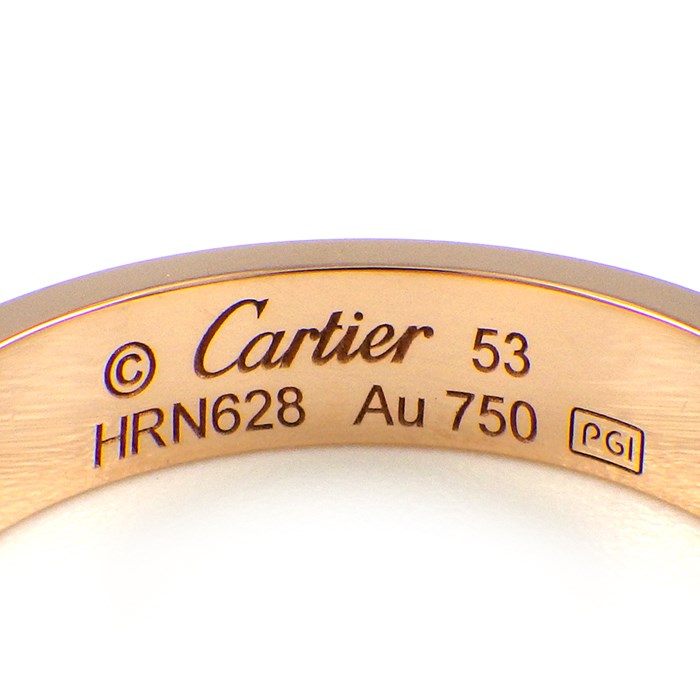 © Cartier 53
HRN628 Au 750 PGI